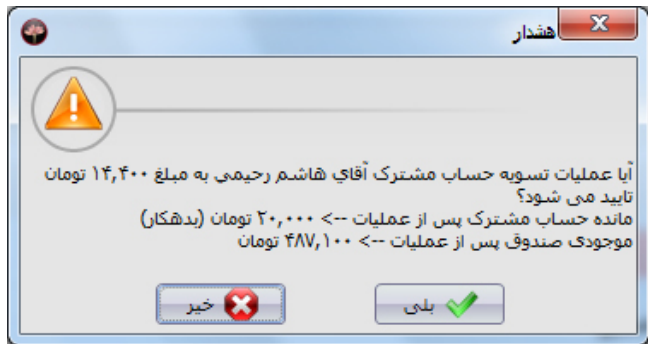 هشدار
آیا عملیات تسویه حساب مشترک آقاي هاشم رحیمی به مبلغ ۱۴,۴۰۰ تومان
تایید می شود؟
مانده حساب مشترک پس از عملیات --> ۲۰,۰۰۰ تومان (بدهکار)
موجودی صندوق پس از عملیات --> ۴۸۷,۱۰۰ تومان
بلی
خیر